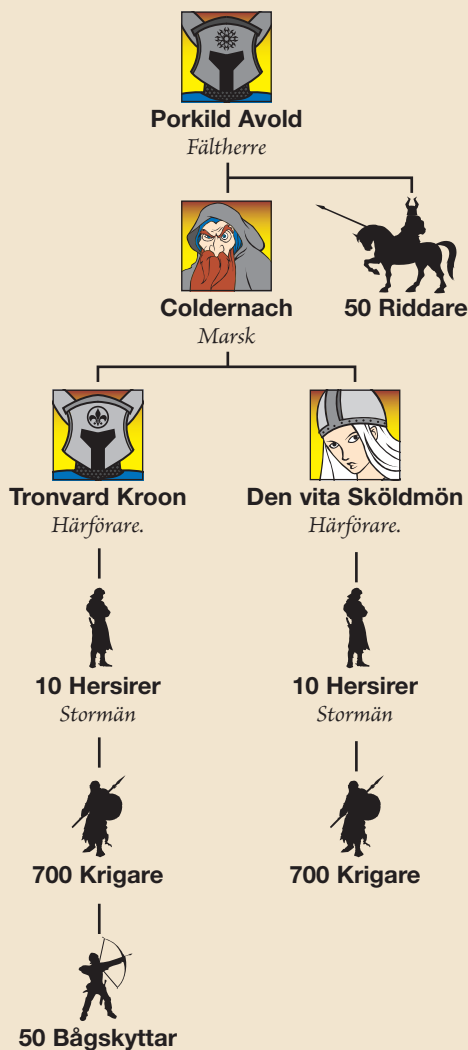 Porkild Avold
Fältherre
Coldernach
50 Riddare
Marsk
Tronvard Kroon
Den vita Sköldmön
Härförare.
Härförare.
10 Hersirer
10 Hersirer
Stormän
Stormän
700 Krigare
700 Krigare
50 Bågskyttar